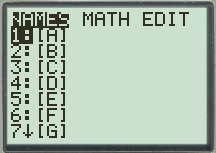 NAMES MATH EDIT
1:[A]
2:[B]
3:[C]
4:[D]
5:[E]
6:[F]
7↓[G]